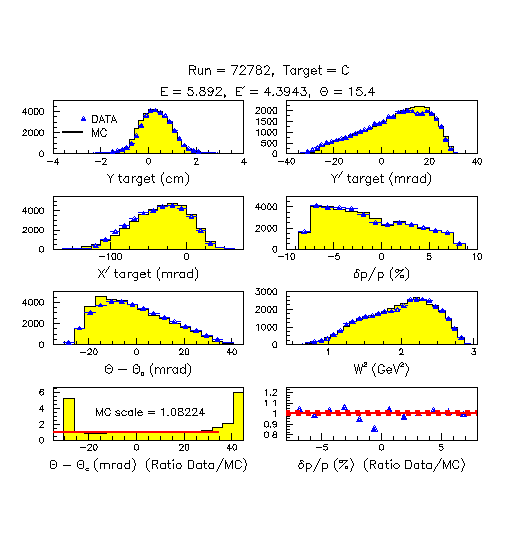 Run = 72782, Target = C
E = 5.892, E′ = 4.3943, Θ = 15.4
4000
2000
0
DATA
MC
-4 -2 0 2 4
Y target (cm)
2000
1500
1000
500
0
-40 -20 0 20 40
Y′ target (mrad)
4000
2000
0
-100 0
X′ target (mrad)
4000
2000
0
-10 -5 0 5 10
δp/p (%)
4000
2000
0
-20 0 20 40
Θ - Θ (mrad)
3000
2000
1000
0
1 2 3
W² (GeV²)
6
4
2
0
MC scale = 1.08224
-20 0 20 40
Θ - Θ (mrad) (Ratio Data/MC)
1.2
1.1
1
0.9
0.8
-5 0 5
δp/p (%) (Ratio Data/MC)